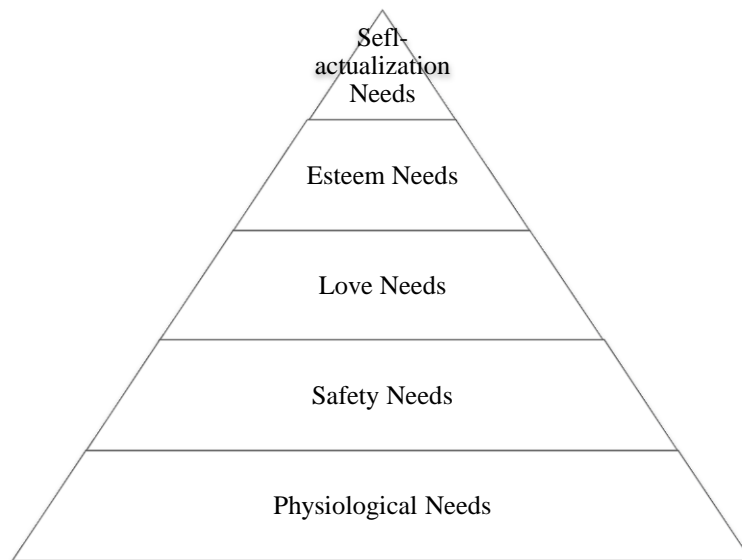 Sefl-
actualization
Needs
Esteem Needs
Love Needs
Safety Needs
Physiological Needs